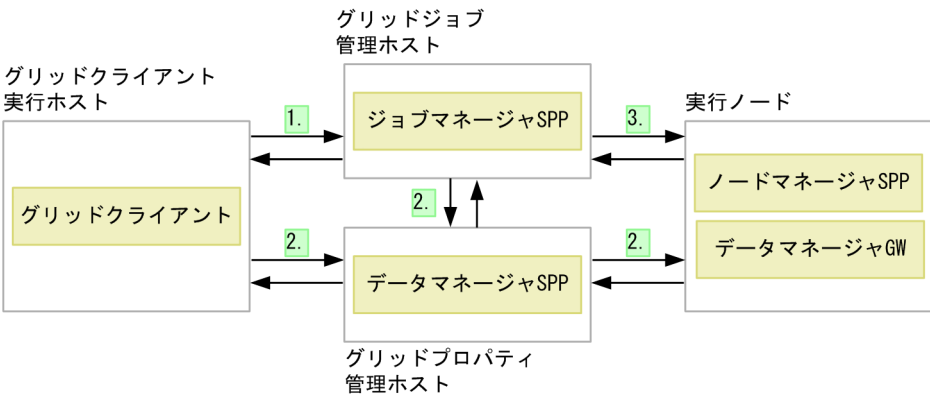 グリッドジョブ
管理ホスト
グリッドクライアント
実行ホスト
実行ノード
1.
ジョブマネージャSPP
3.
ノードマネージャSPP
グリッドクライアント
2.
2.
2.
データマネージャGW
データマネージャSPP
グリッドプロパティ
管理ホスト